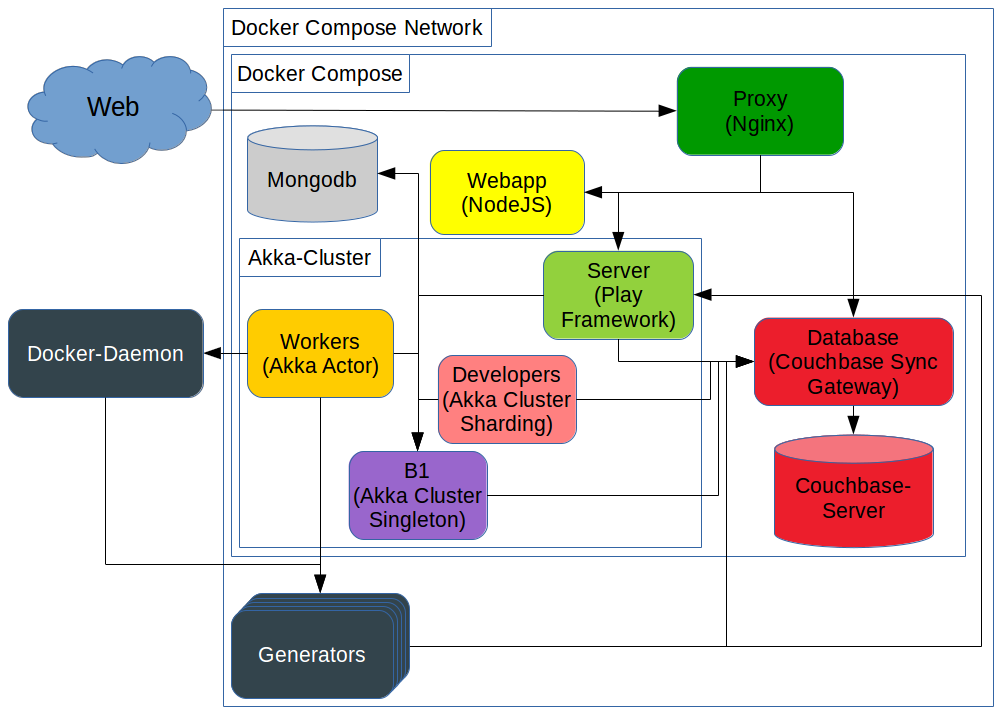 Docker Compose Network
Docker Compose
Web
Proxy
(Nginx)
Mongodb
Webapp
(NodeJS)
Akka-Cluster
Server
(Play
Framework)
Docker-Daemon
Workers
(Akka Actor)
Database
(Couchbase Sync
Gateway)
Developers
(Akka Cluster
Sharding)
B1
(Akka Cluster
Singleton)
Couchbase-
Server
Generators